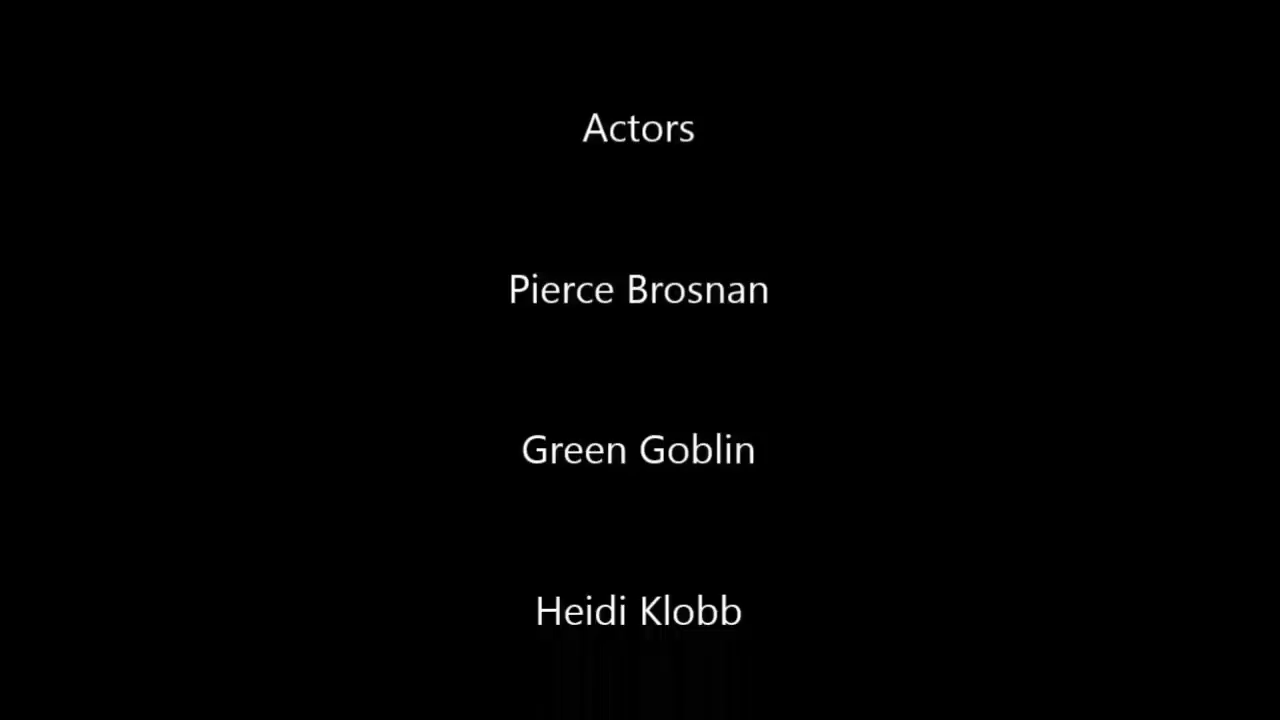 Actors
Pierce Brosnan
Green Goblin
Heidi Klobb